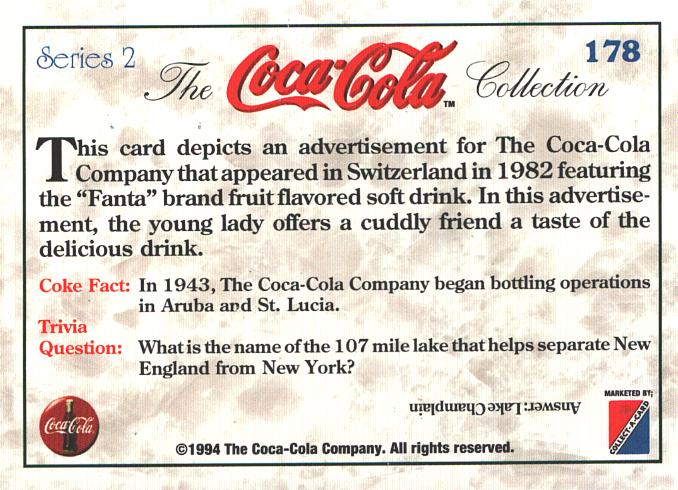 Series 2
178
The Coca-Cola™ Collection
This card depicts an advertisement for The Coca-Cola
Company that appeared in Switzerland in 1982 featuring
the "Fanta" brand fruit flavored soft drink. In this advertise-
ment, the young lady offers a cuddly friend a taste of the
delicious drink.
Coke Fact: In 1943, The Coca-Cola Company began bottling operations
in Aruba and St. Lucia.
Trivia
Question: What is the name of the 107 mile lake that helps separate New
England from New York?
Answer: Lake Champlain
MARKETED BY;
COLLECT-A-CARD
Coca-Cola
©1994 The Coca-Cola Company. All rights reserved.